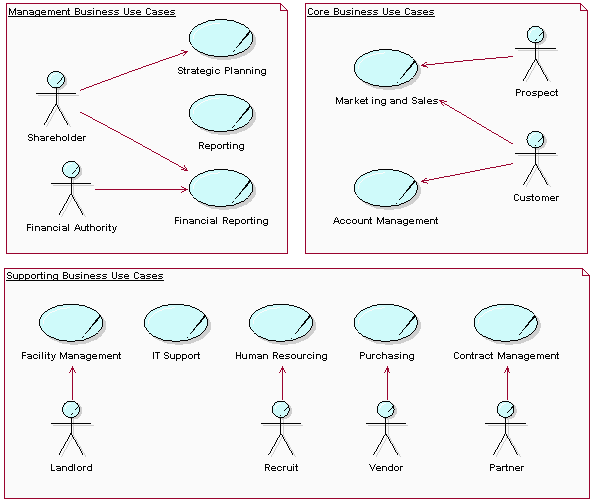 Management Business Use Cases
Strategic Planning
Shareholder
Reporting
Financial Authority
Financial Reporting
Core Business Use Cases
Prospect
Marketing and Sales
Customer
Account Management
Supporting Business Use Cases
Facility Management
IT Support
Human Resourcing
Purchasing
Contract Management
Landlord
Recruit
Vendor
Partner